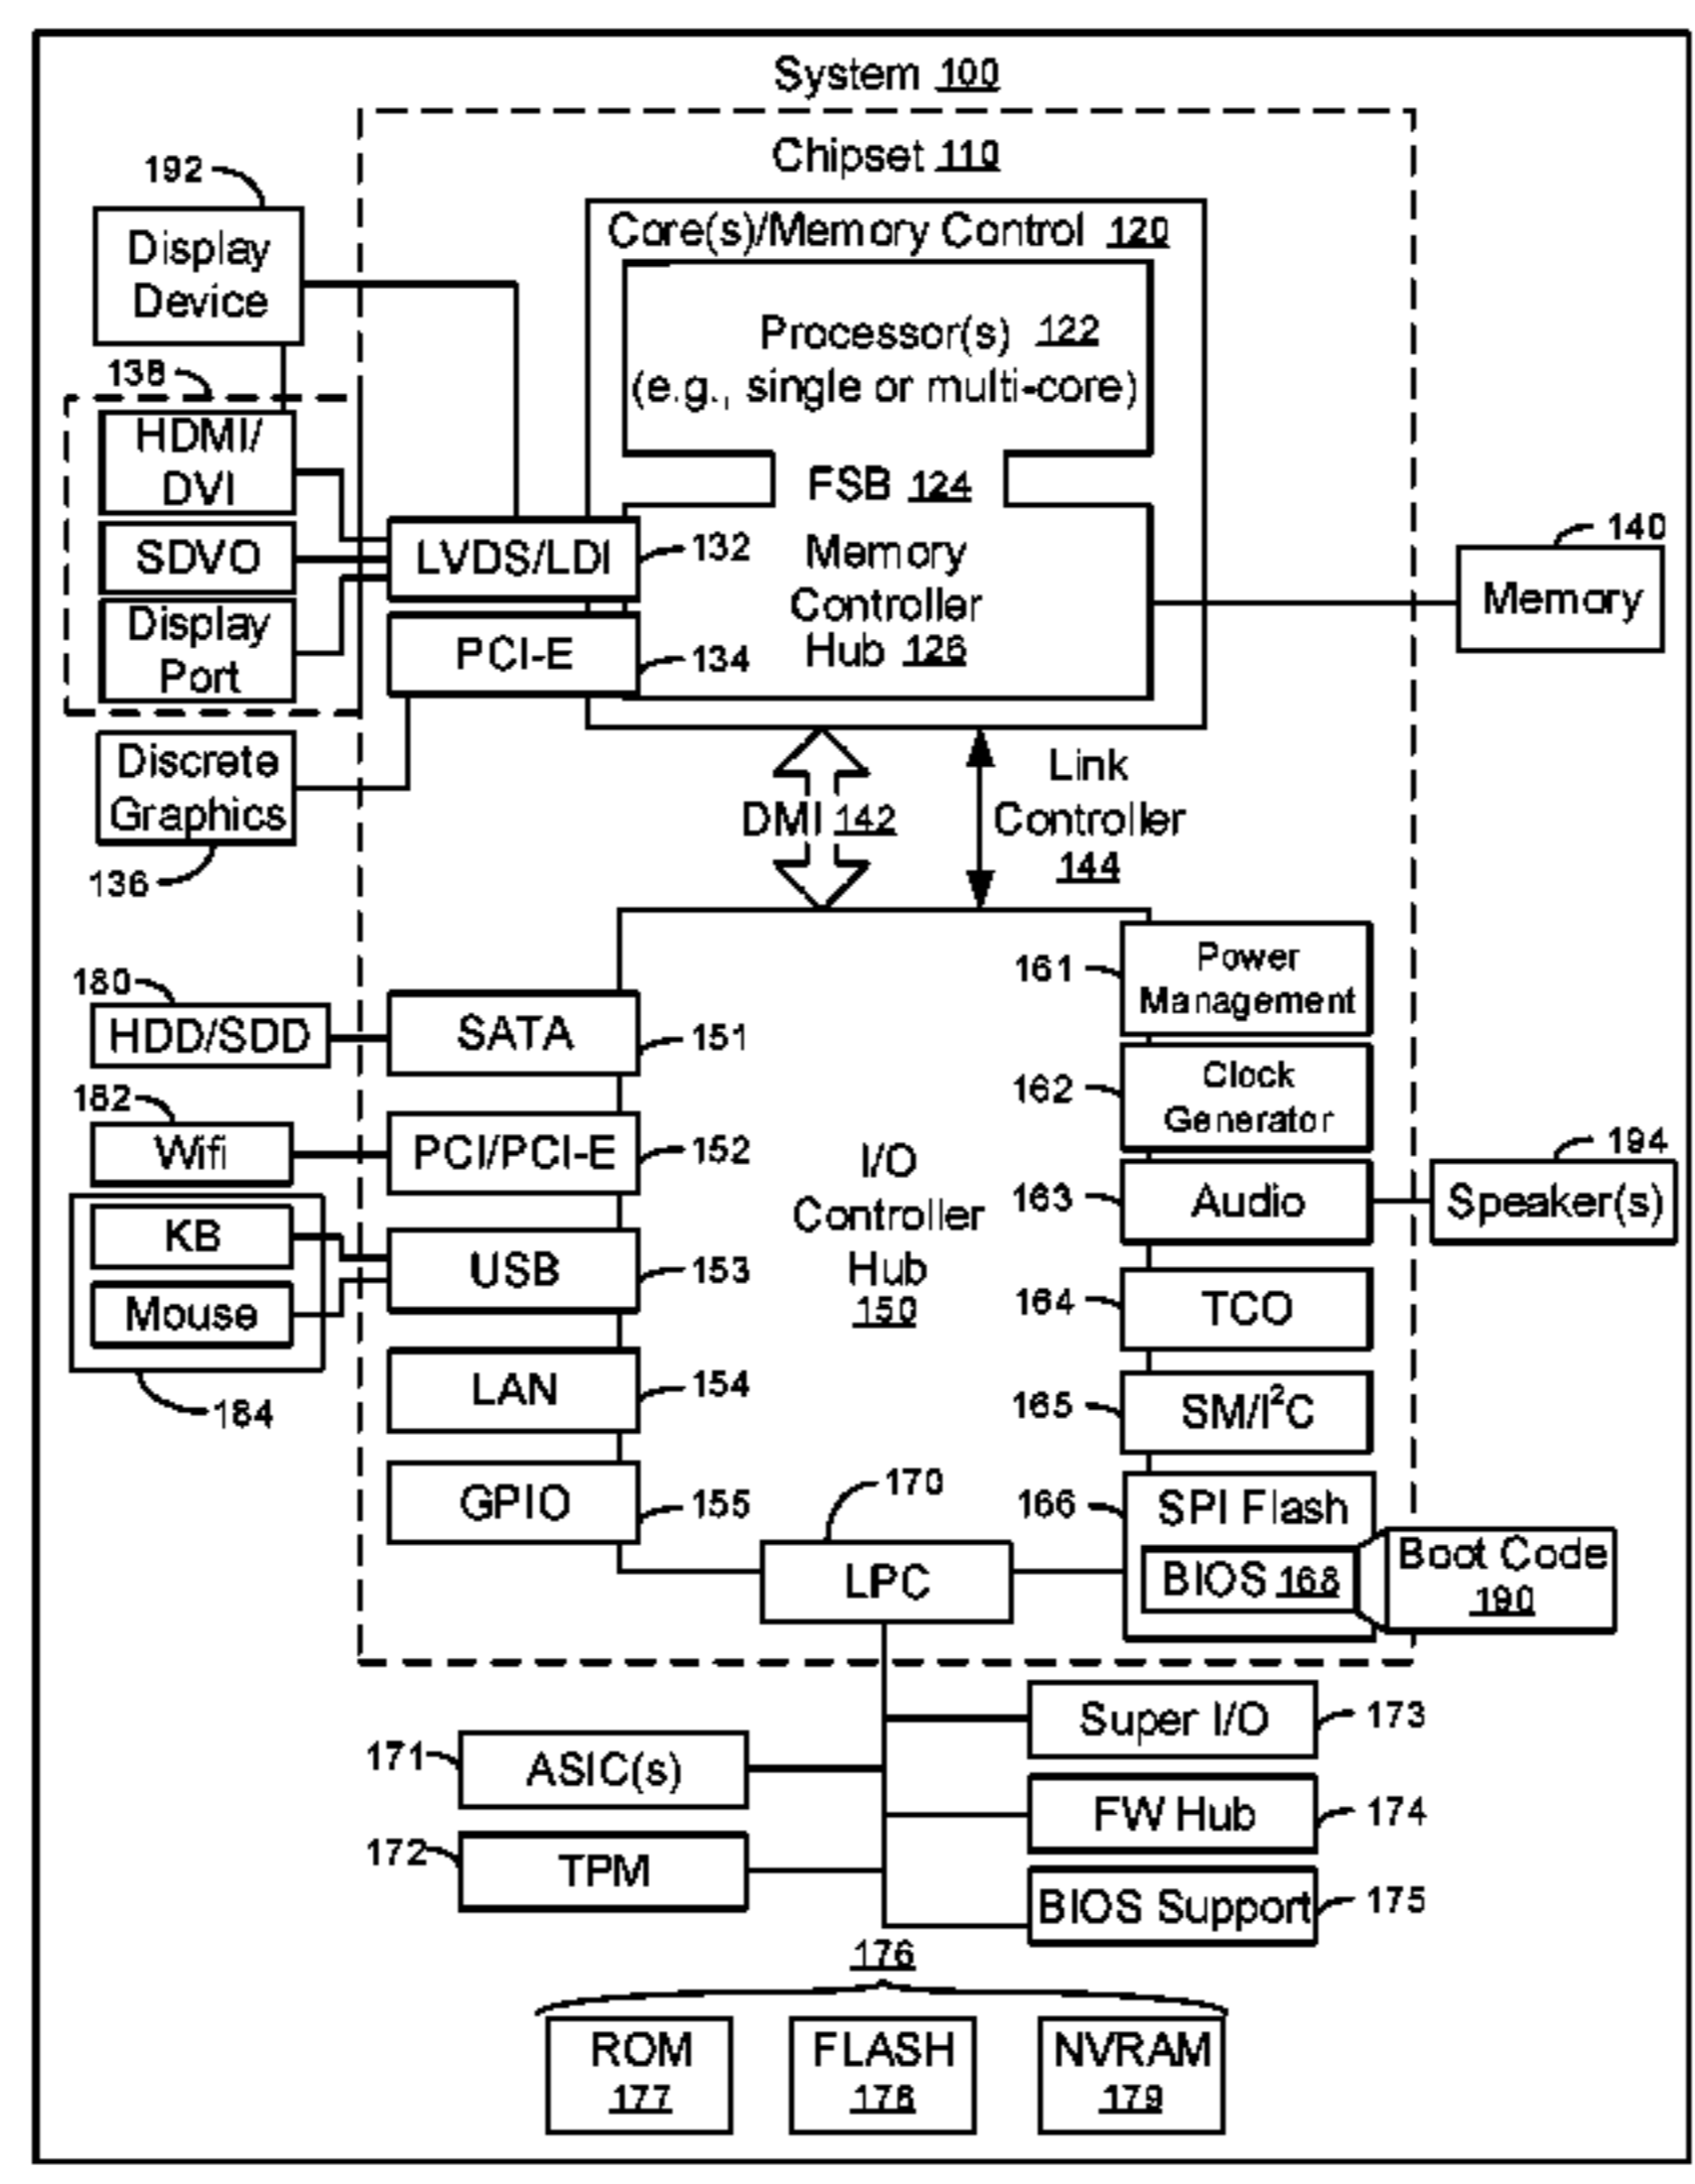 System 100
Chipset 110
192
Display
Device
Core(s)/Memory Control 120
Processor(s) 122
(e.g., single or multi-core)
138
HDMI/
DVI
SDVO
Display
Port
FSB 124
Memory
Controller
Hub 126
LVDS/LDI
132
PCI-E
134
140
Memory
Discrete
Graphics
136
DMI 142
Link
Controller
144
180
HDD/SDD
SATA
151
182
Wifi
PCI/PCI-E
152
KB
Mouse
184
USB
153
LAN
154
GPIO
155
I/O
Controller
Hub
150
161
Power
Management
162
Clock
Generator
163
Audio
194
Speaker(s)
164
TCO
165
SM/I²C
166
SPI Flash
BIOS 168
Boot Code
190
170
LPC
171
ASIC(s)
172
TPM
Super I/O
173
FW Hub
174
BIOS Support
175
176
ROM
177
FLASH
178
NVRAM
179